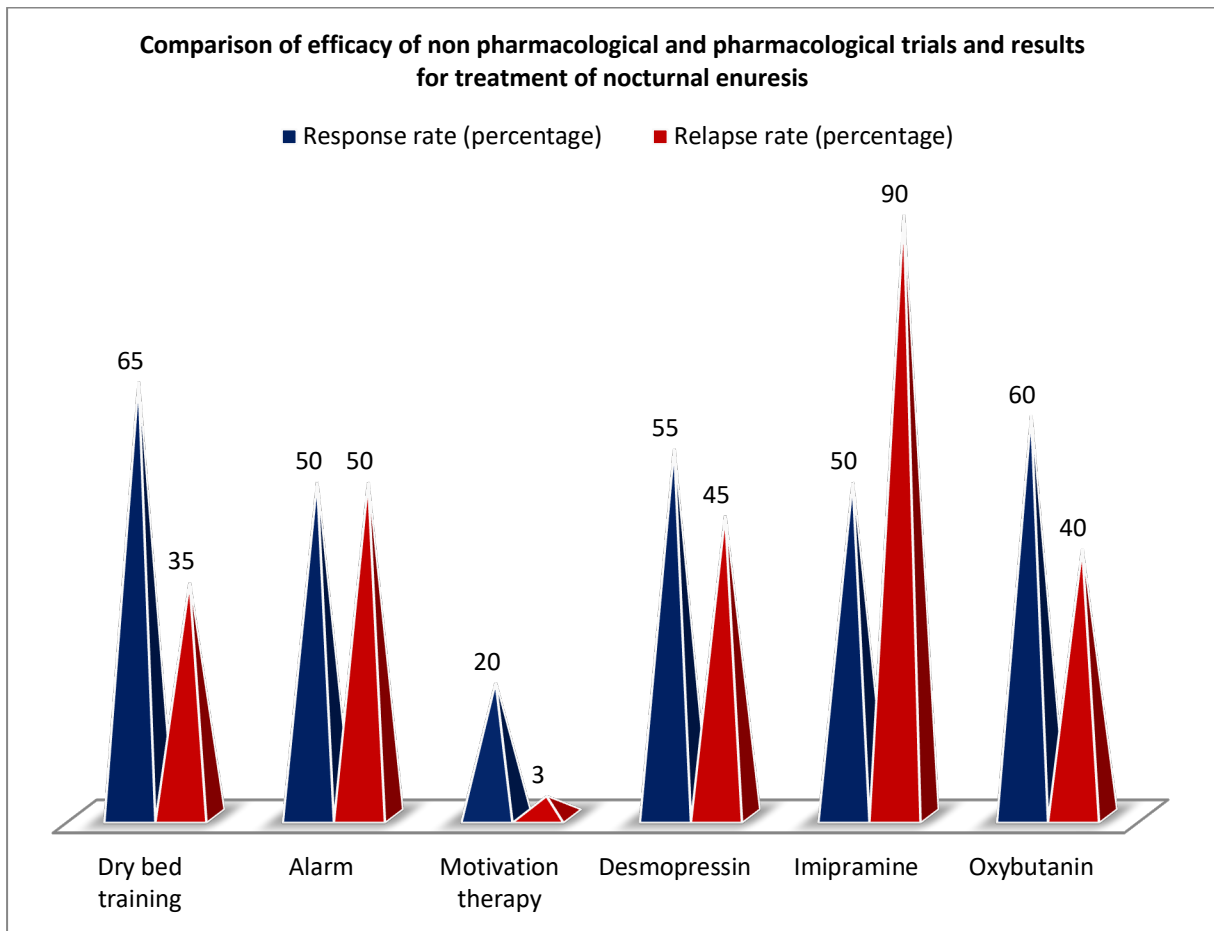 Comparison of efficacy of non pharmacological and pharmacological trials and results
for treatment of nocturnal enuresis
Response rate (percentage) Relapse rate (percentage)
90
65
60
55
50 50 50
45
40
35
20
3
Dry bed Alarm Motivation Desmopressin Imipramine Oxybutanin
training therapy